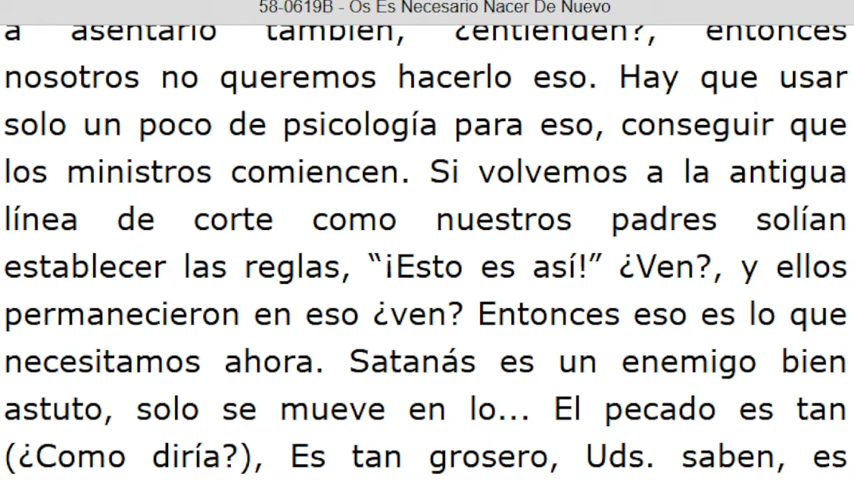 58-0619B - Os Es Necesario Nacer De Nuevo
a asentarlo también, ¿entienden?, entonces
nosotros no queremos hacerlo eso. Hay que usar
solo un poco de psicología para eso, conseguir que
los ministros comiencen. Si volvemos a la antigua
línea de corte como nuestros padres solían
establecer las reglas, “¡Esto es así!” ¿Ven?, y ellos
permanecieron en eso ¿ven? Entonces eso es lo que
necesitamos ahora. Satanás es un enemigo bien
astuto, solo se mueve en lo... El pecado es tan
(¿Como diría?), Es tan grosero, Uds. saben, es